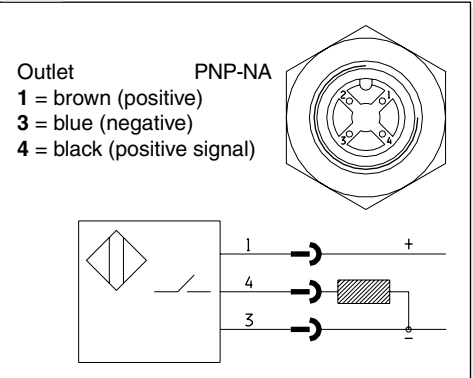 Outlet PNP-NA
1 = brown (positive)
3 = blue (negative)
4 = black (positive signal)
2 1
3 4
1 +
4
3 -